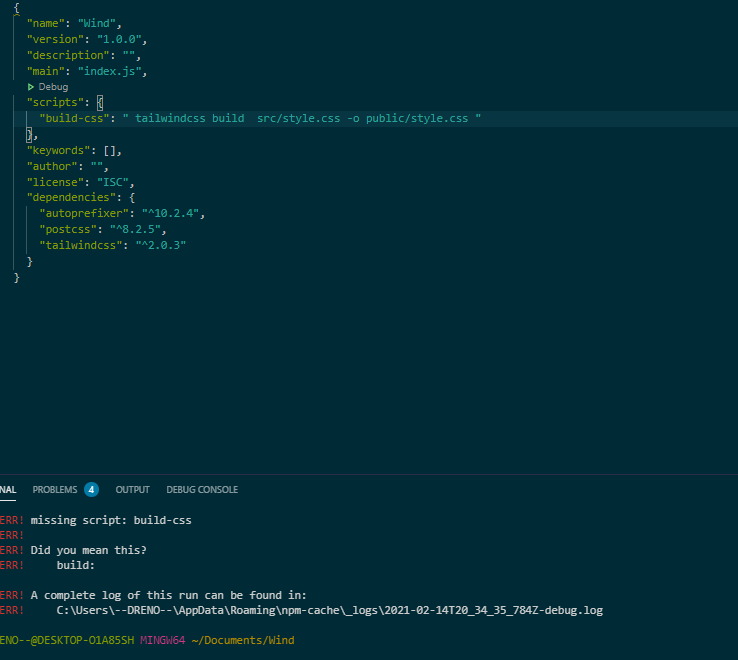 {
"name": "Wind",
"version": "1.0.0",
"description": "",
"main": "index.js",
Debug
"scripts": {
"build-css": " tailwindcss build  src/style.css -o public/style.css "
},
"keywords": [],
"author": "",
"license": "ISC",
"dependencies": {
"autoprefixer": "^10.2.4",
"postcss": "^8.2.5",
"tailwindcss": "^2.0.3"
}
}
NAL PROBLEMS 4 OUTPUT DEBUG CONSOLE
ERR! missing script: build-css
ERR!
ERR! Did you mean this?
ERR!     build:
ERR! A complete log of this run can be found in:
ERR!     C:\Users\--DRENO--\AppData\Roaming\npm-cache\_logs\2021-02-14T20_34_35_784Z-debug.log
ENO--@DESKTOP-O1A85SH MINGW64 ~/Documents/Wind